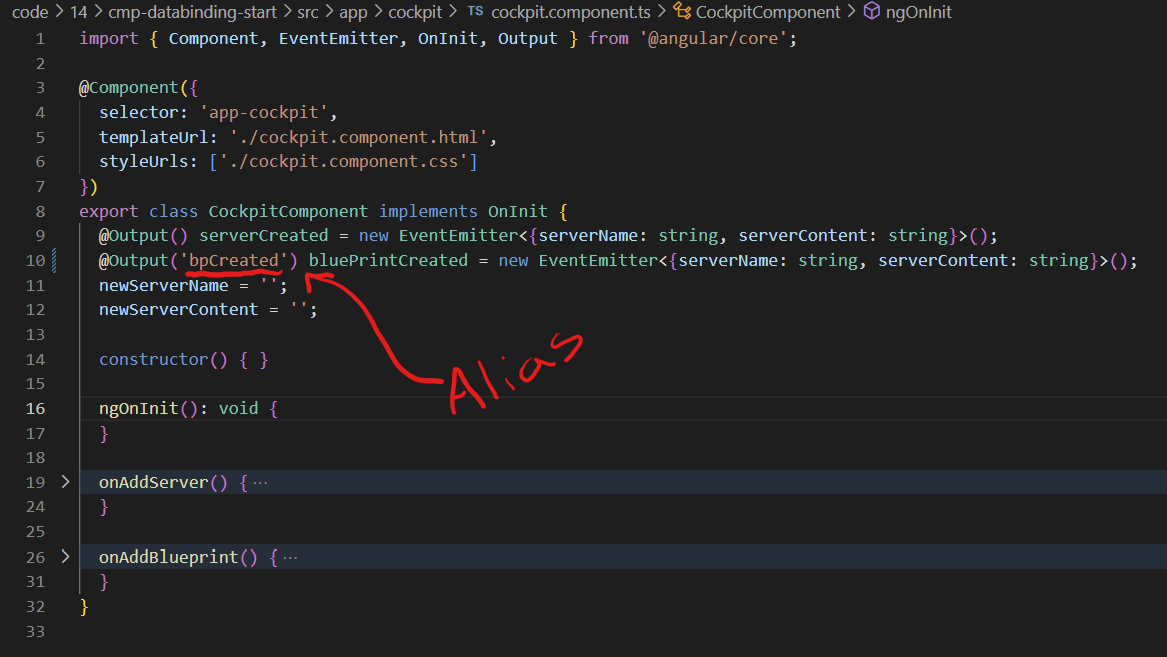 code > 14 > cmp-databinding-start > src > app > cockpit > TS cockpit.component.ts > CockpitComponent > ngOnInit
1 import { Component, EventEmitter, OnInit, Output } from '@angular/core';
2
3 @Component({
4 selector: 'app-cockpit',
5 templateUrl: './cockpit.component.html',
6 styleUrls: ['./cockpit.component.css']
7 })
8 export class CockpitComponent implements OnInit {
9 @Output() serverCreated = new EventEmitter<{serverName: string, serverContent: string}>();
10 @Output('bpCreated') bluePrintCreated = new EventEmitter<{serverName: string, serverContent: string}>();
11 newServerName = '';
12 newServerContent = '';
13
14 constructor() { }
15
16 ngOnInit(): void {
17 }
18
19 > onAddServer() { ···
24 }
25
26 > onAddBlueprint() { ···
31 }
32 }
33
Alias